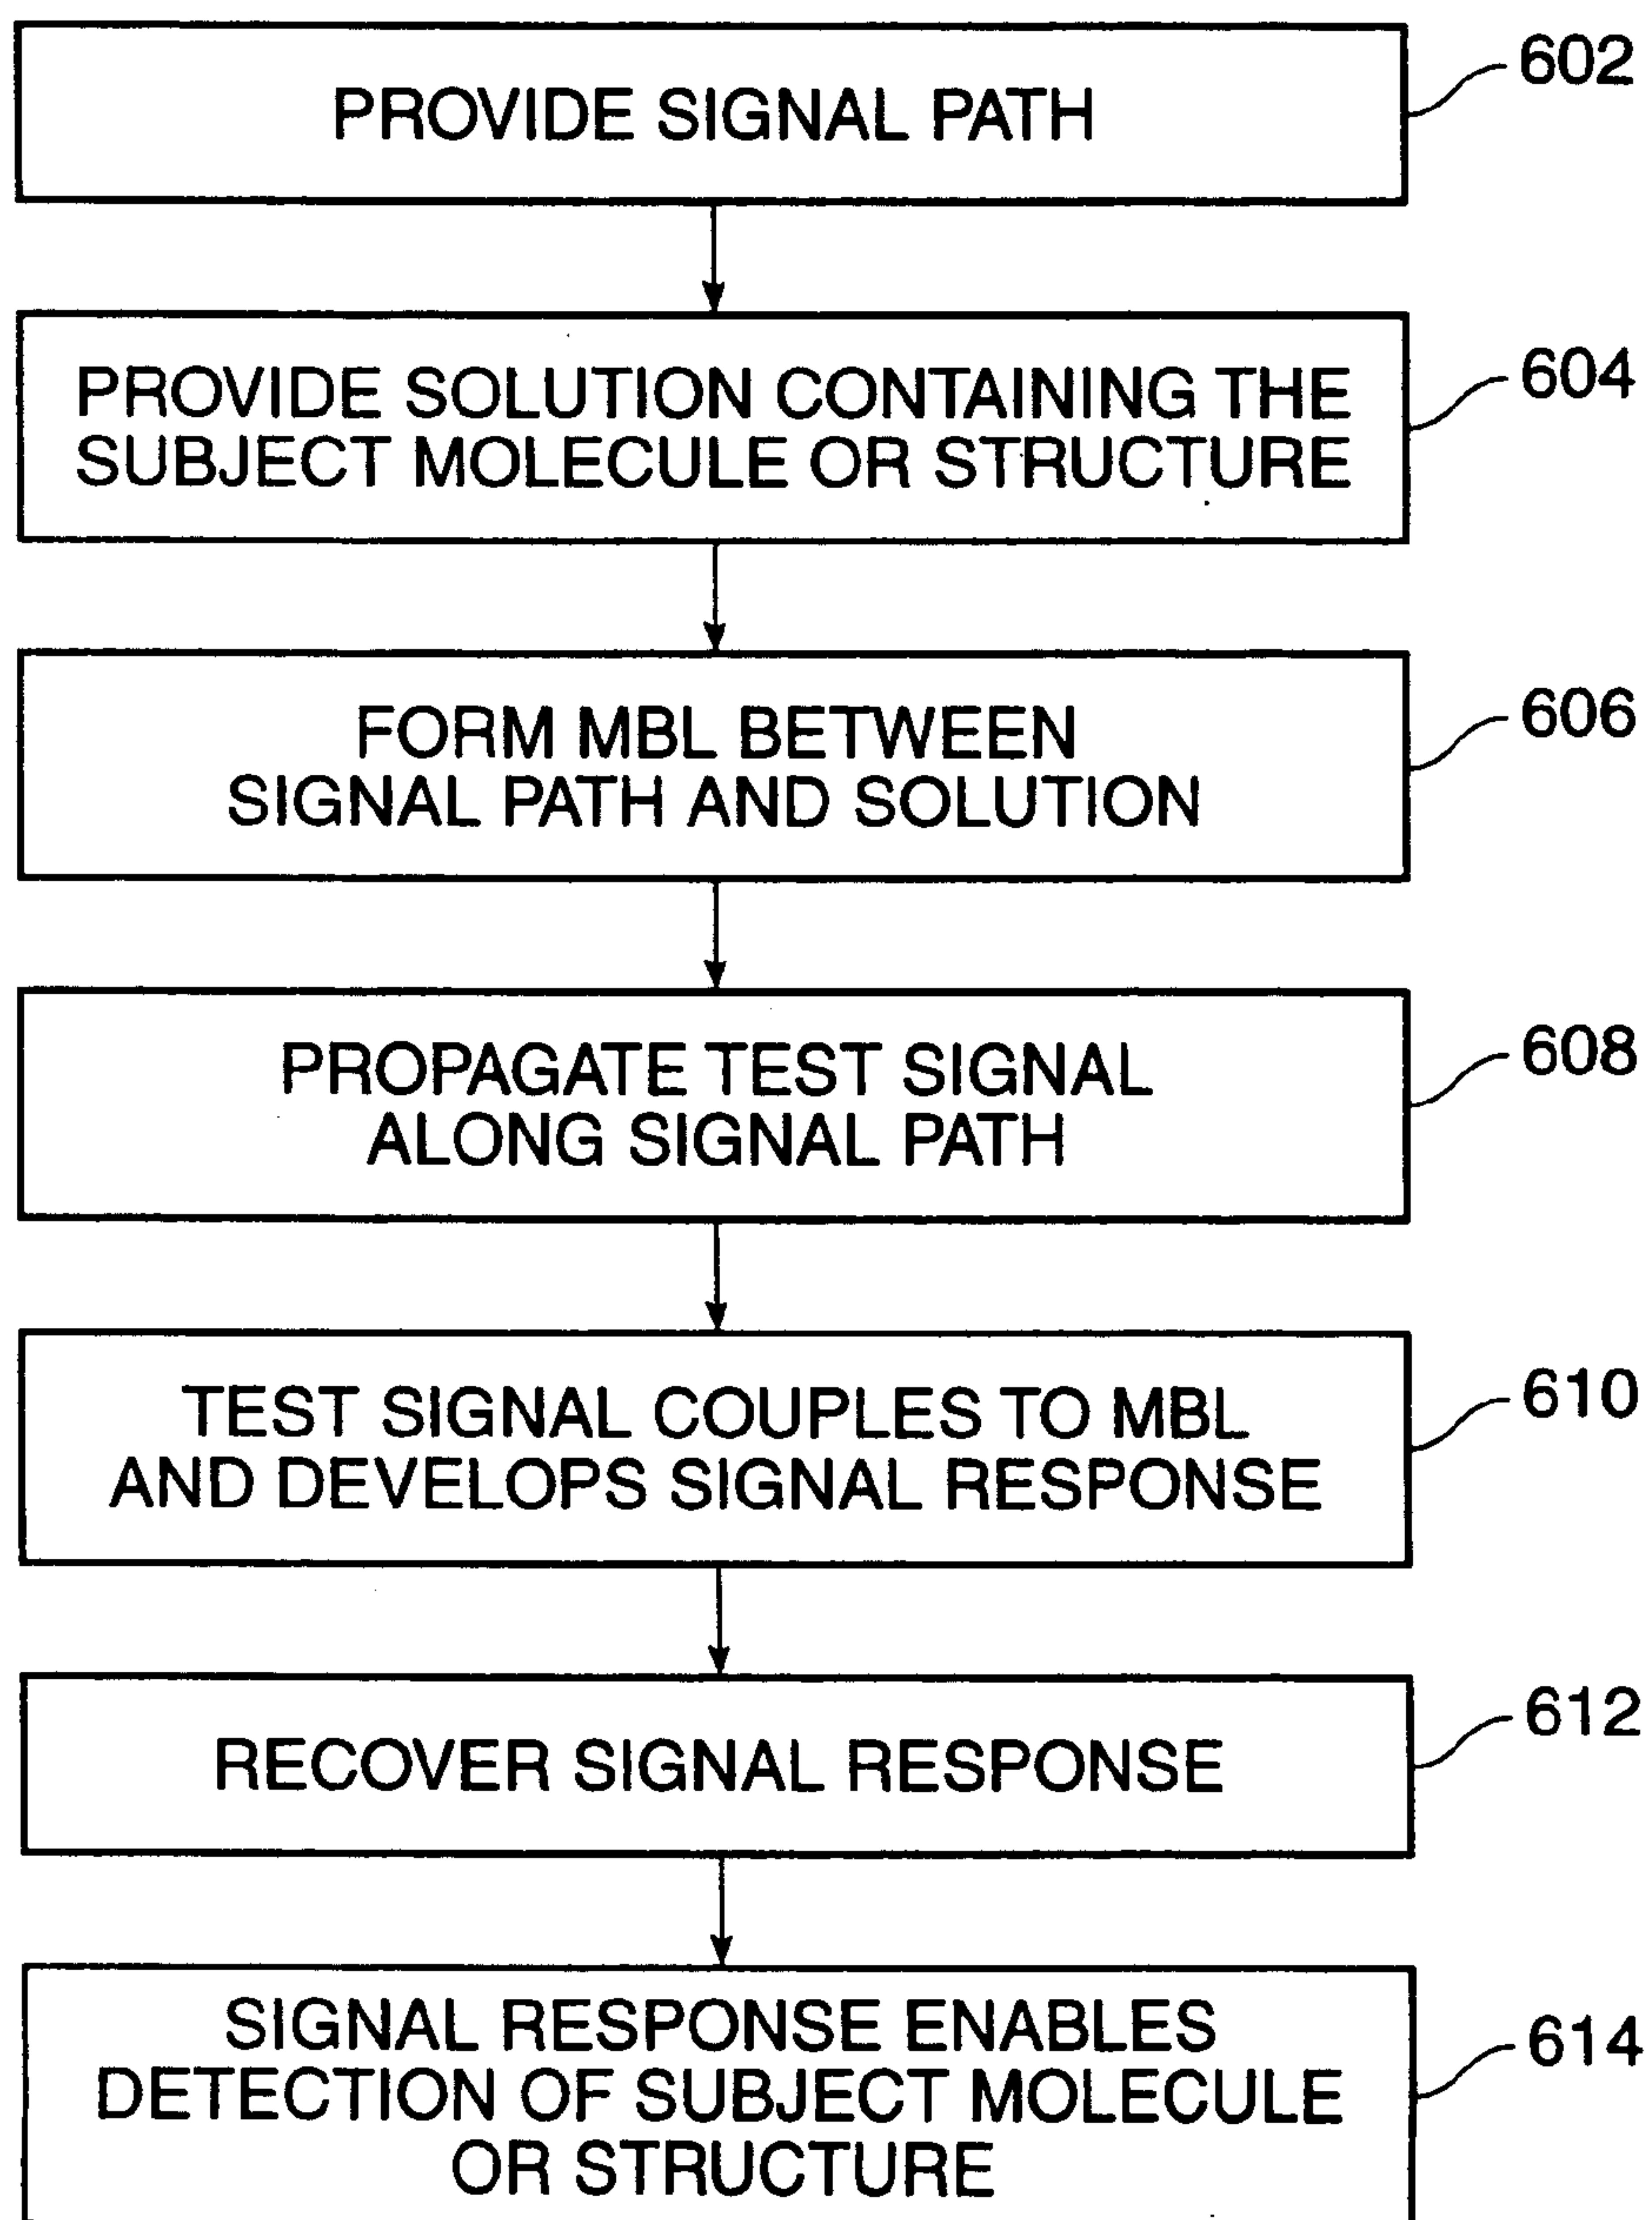 PROVIDE SIGNAL PATH
602
PROVIDE SOLUTION CONTAINING THE
SUBJECT MOLECULE OR STRUCTURE
604
FORM MBL BETWEEN
SIGNAL PATH AND SOLUTION
606
PROPAGATE TEST SIGNAL
ALONG SIGNAL PATH
608
TEST SIGNAL COUPLES TO MBL
AND DEVELOPS SIGNAL RESPONSE
610
RECOVER SIGNAL RESPONSE
612
SIGNAL RESPONSE ENABLES
DETECTION OF SUBJECT MOLECULE
OR STRUCTURE
614